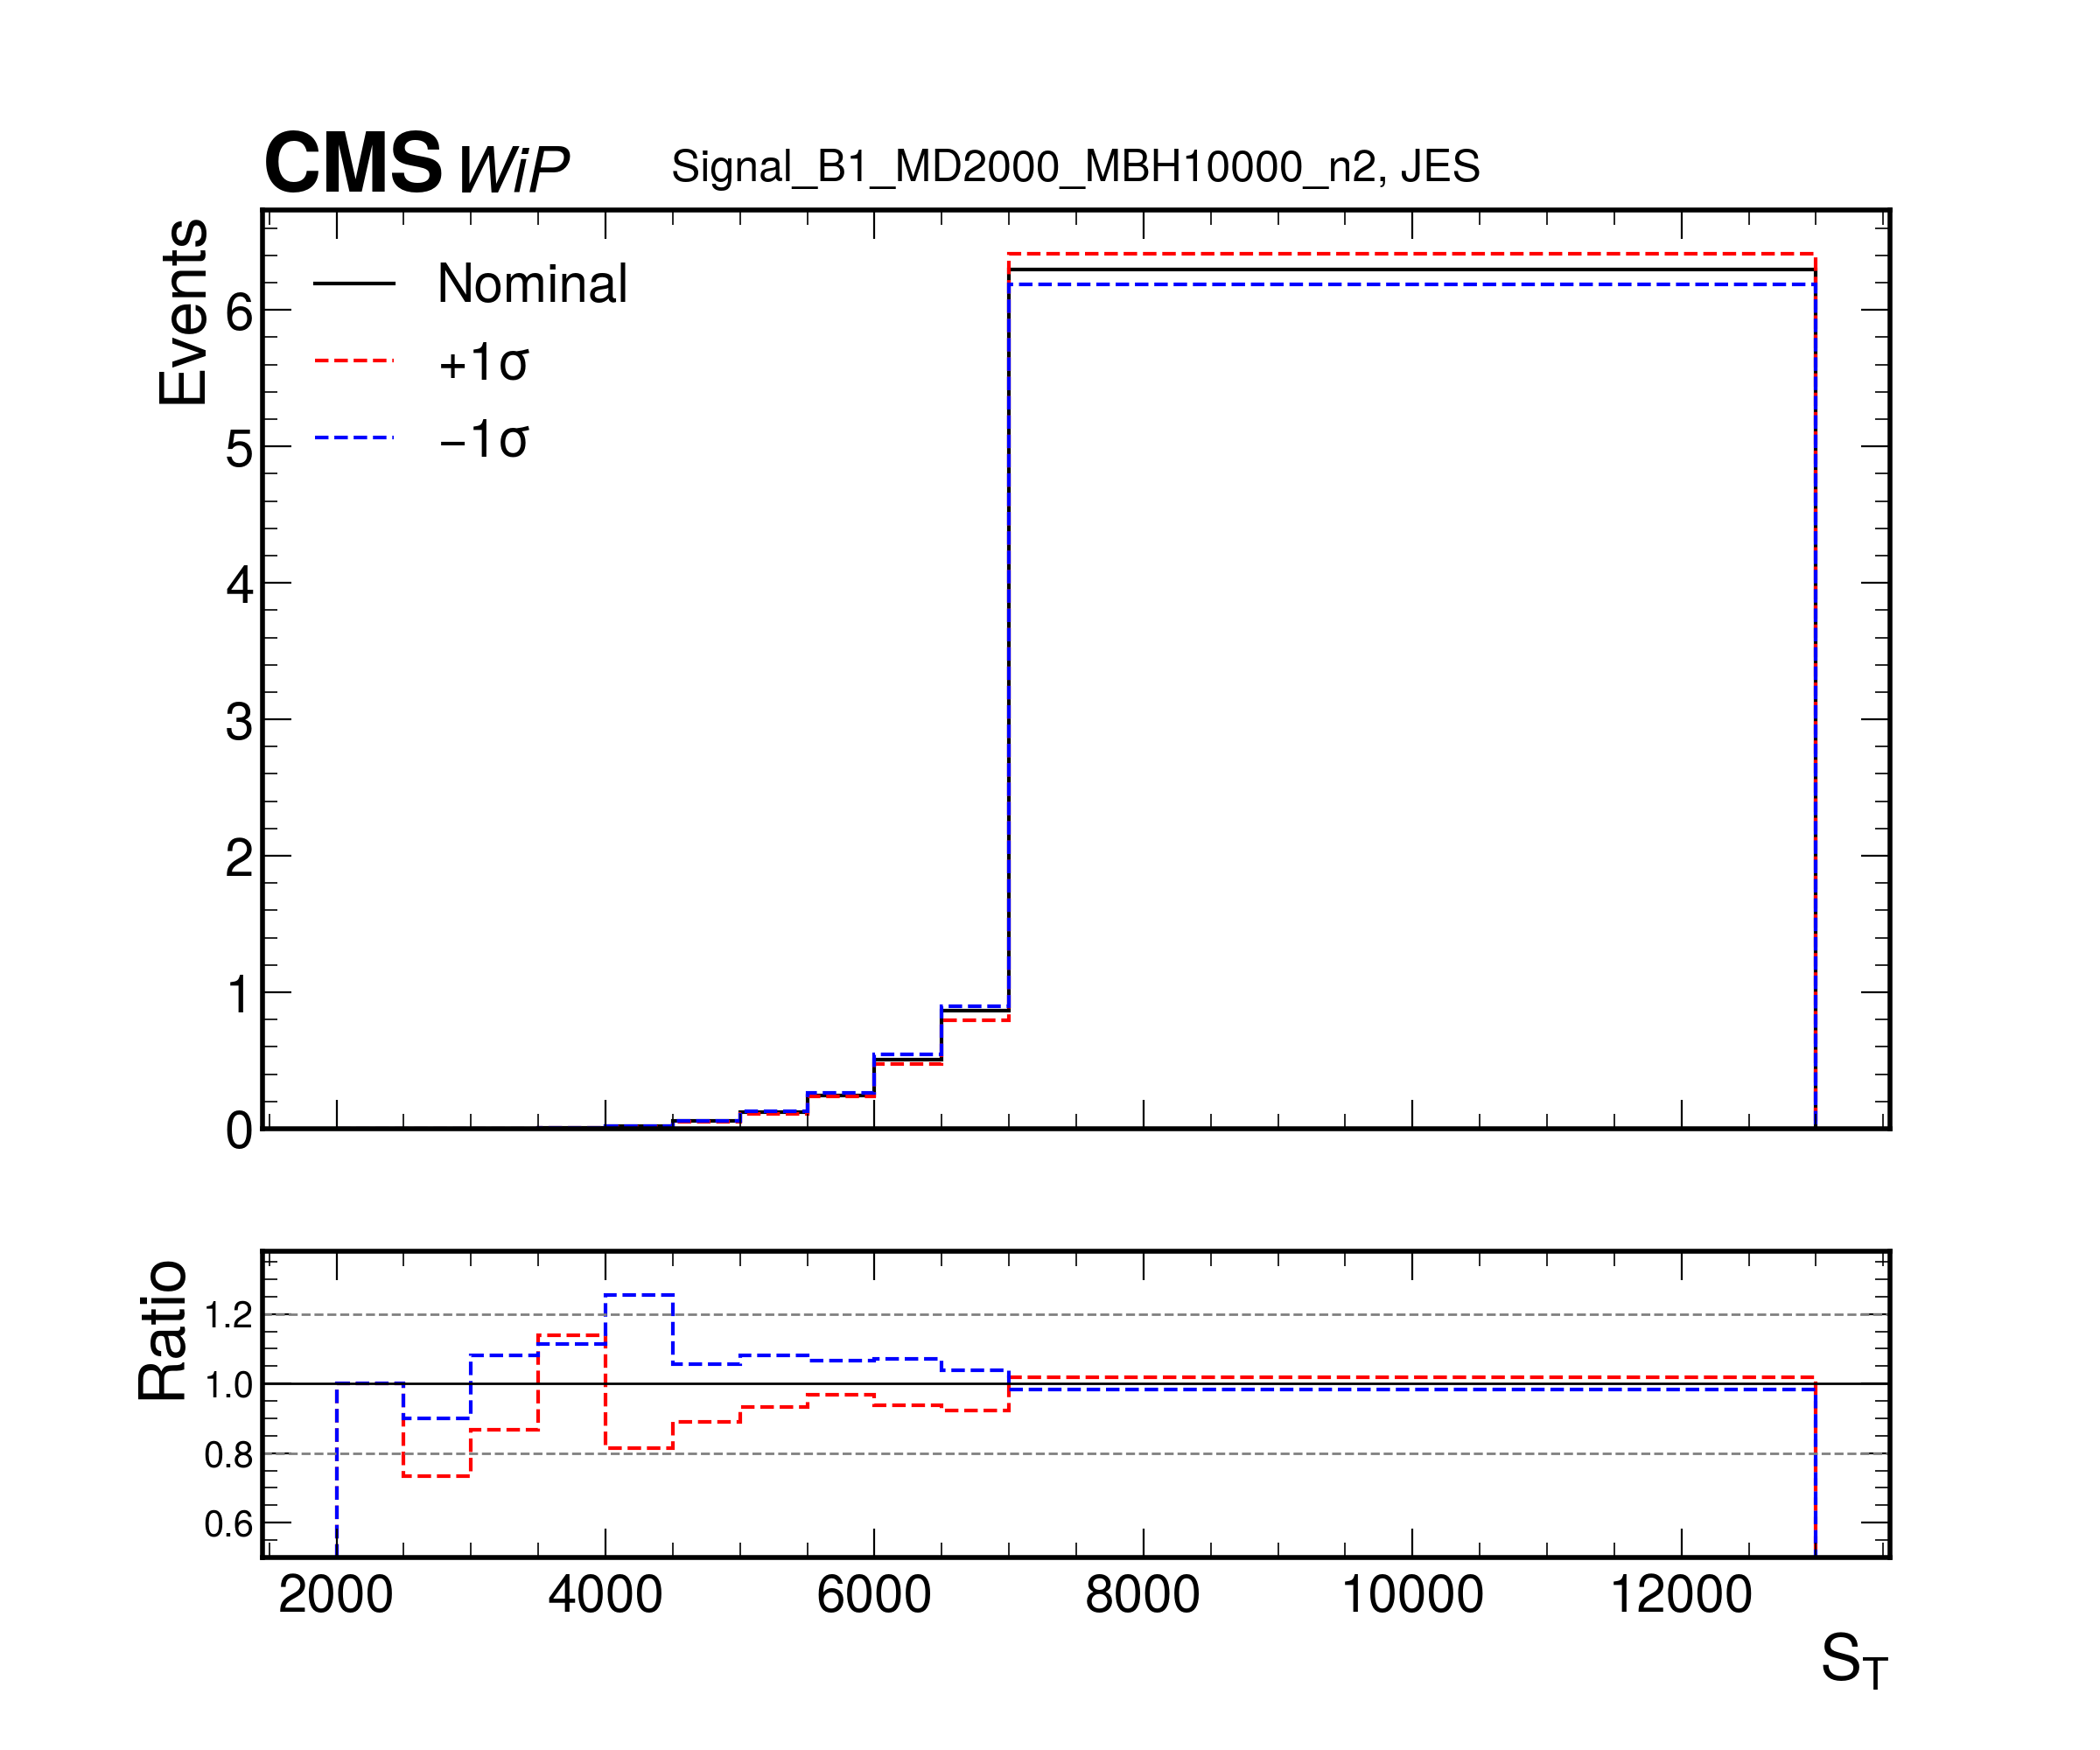 CMS WiP Signal_B1_MD2000_MBH10000_n2, JES
Events
Nominal
+1σ
−1σ
6
5
4
3
2
1
0
Ratio
1.2
1.0
0.8
0.6
2000 4000 6000 8000 10000 12000
S_T